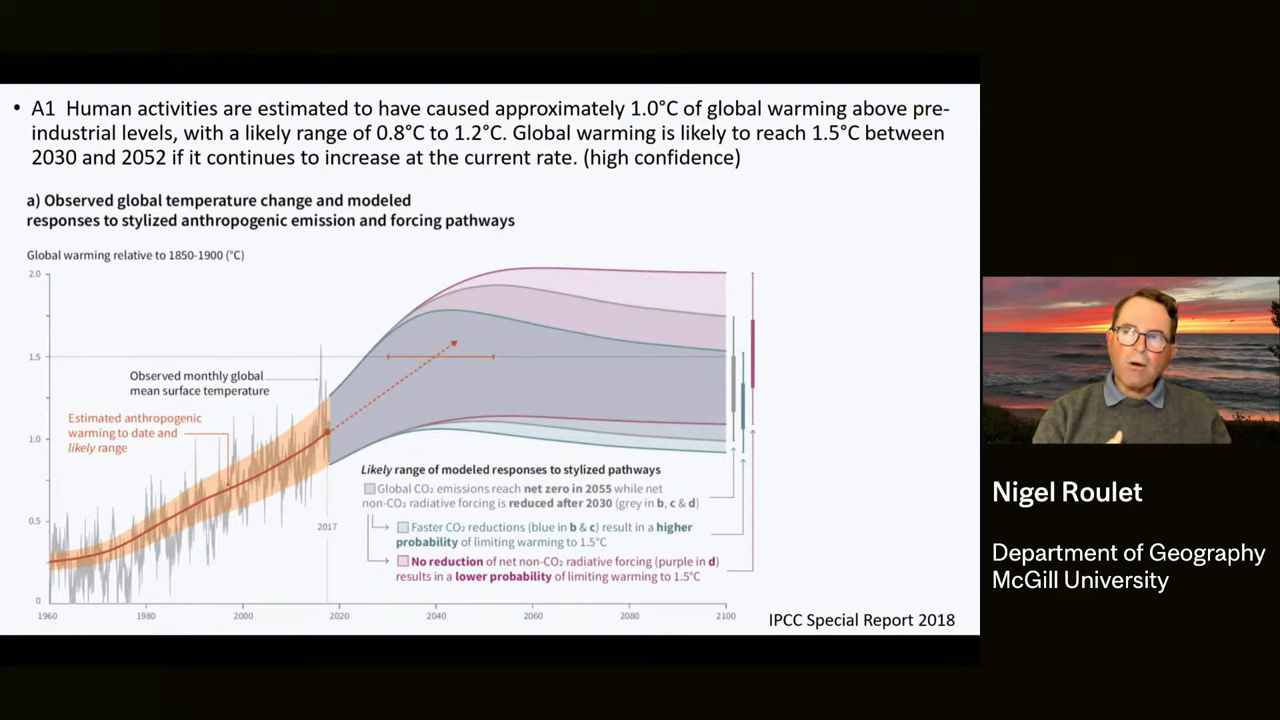 • A1 Human activities are estimated to have caused approximately 1.0°C of global warming above pre-
industrial levels, with a likely range of 0.8°C to 1.2°C. Global warming is likely to reach 1.5°C between
2030 and 2052 if it continues to increase at the current rate. (high confidence)
a) Observed global temperature change and modeled
responses to stylized anthropogenic emission and forcing pathways
Global warming relative to 1850-1900 (°C)
2.0
1.5
Observed monthly global
mean surface temperature
Estimated anthropogenic
warming to date and
likely range
1.0
Likely range of modeled responses to stylized pathways
Global CO₂ emissions reach net zero in 2055 while net
non-CO₂ radiative forcing is reduced after 2030 (grey in b, c & d)
0.5
2017
Faster CO₂ reductions (blue in b & c) result in a higher
probability of limiting warming to 1.5°C
No reduction of net non-CO₂ radiative forcing (purple in d)
results in a lower probability of limiting warming to 1.5°C
0
1960
1980
2000
2020
2040
2060
2080
2100
IPCC Special Report 2018
Nigel Roulet
Department of Geography
McGill University